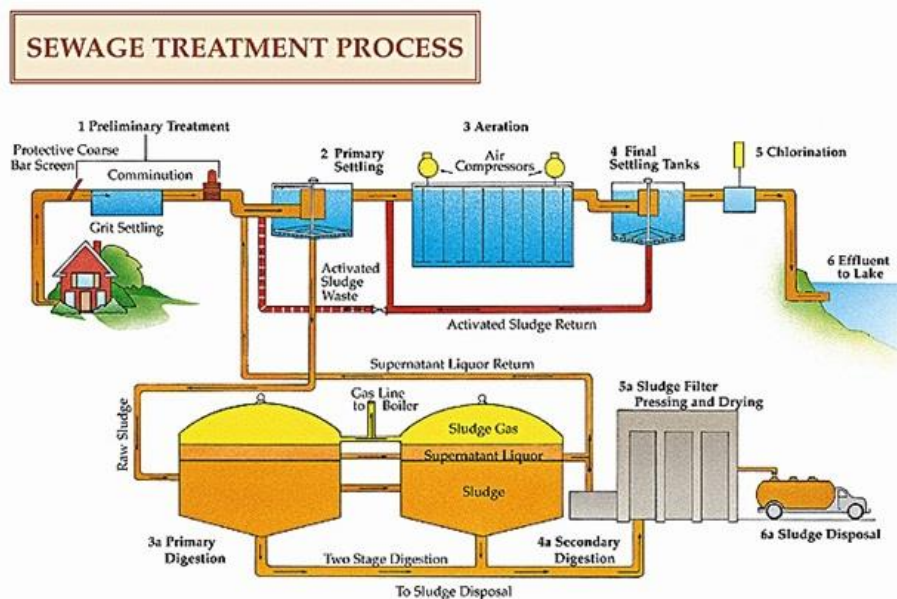 SEWAGE TREATMENT PROCESS
1 Preliminary Treatment
Protective Coarse
Bar Screen
Comminution
Grit Settling
2 Primary
Settling
3 Aeration
Air
Compressors
4 Final
Settling Tanks
5 Chlorination
6 Effluent
to Lake
Activated
Sludge
Waste
Activated Sludge Return
Supernatant Liquor Return
Raw Sludge
Gas Line
to Boiler
Sludge Gas
Supernatant Liquor
Sludge
5a Sludge Filter
Pressing and Drying
3a Primary
Digestion
Two Stage Digestion
4a Secondary
Digestion
6a Sludge Disposal
To Sludge Disposal